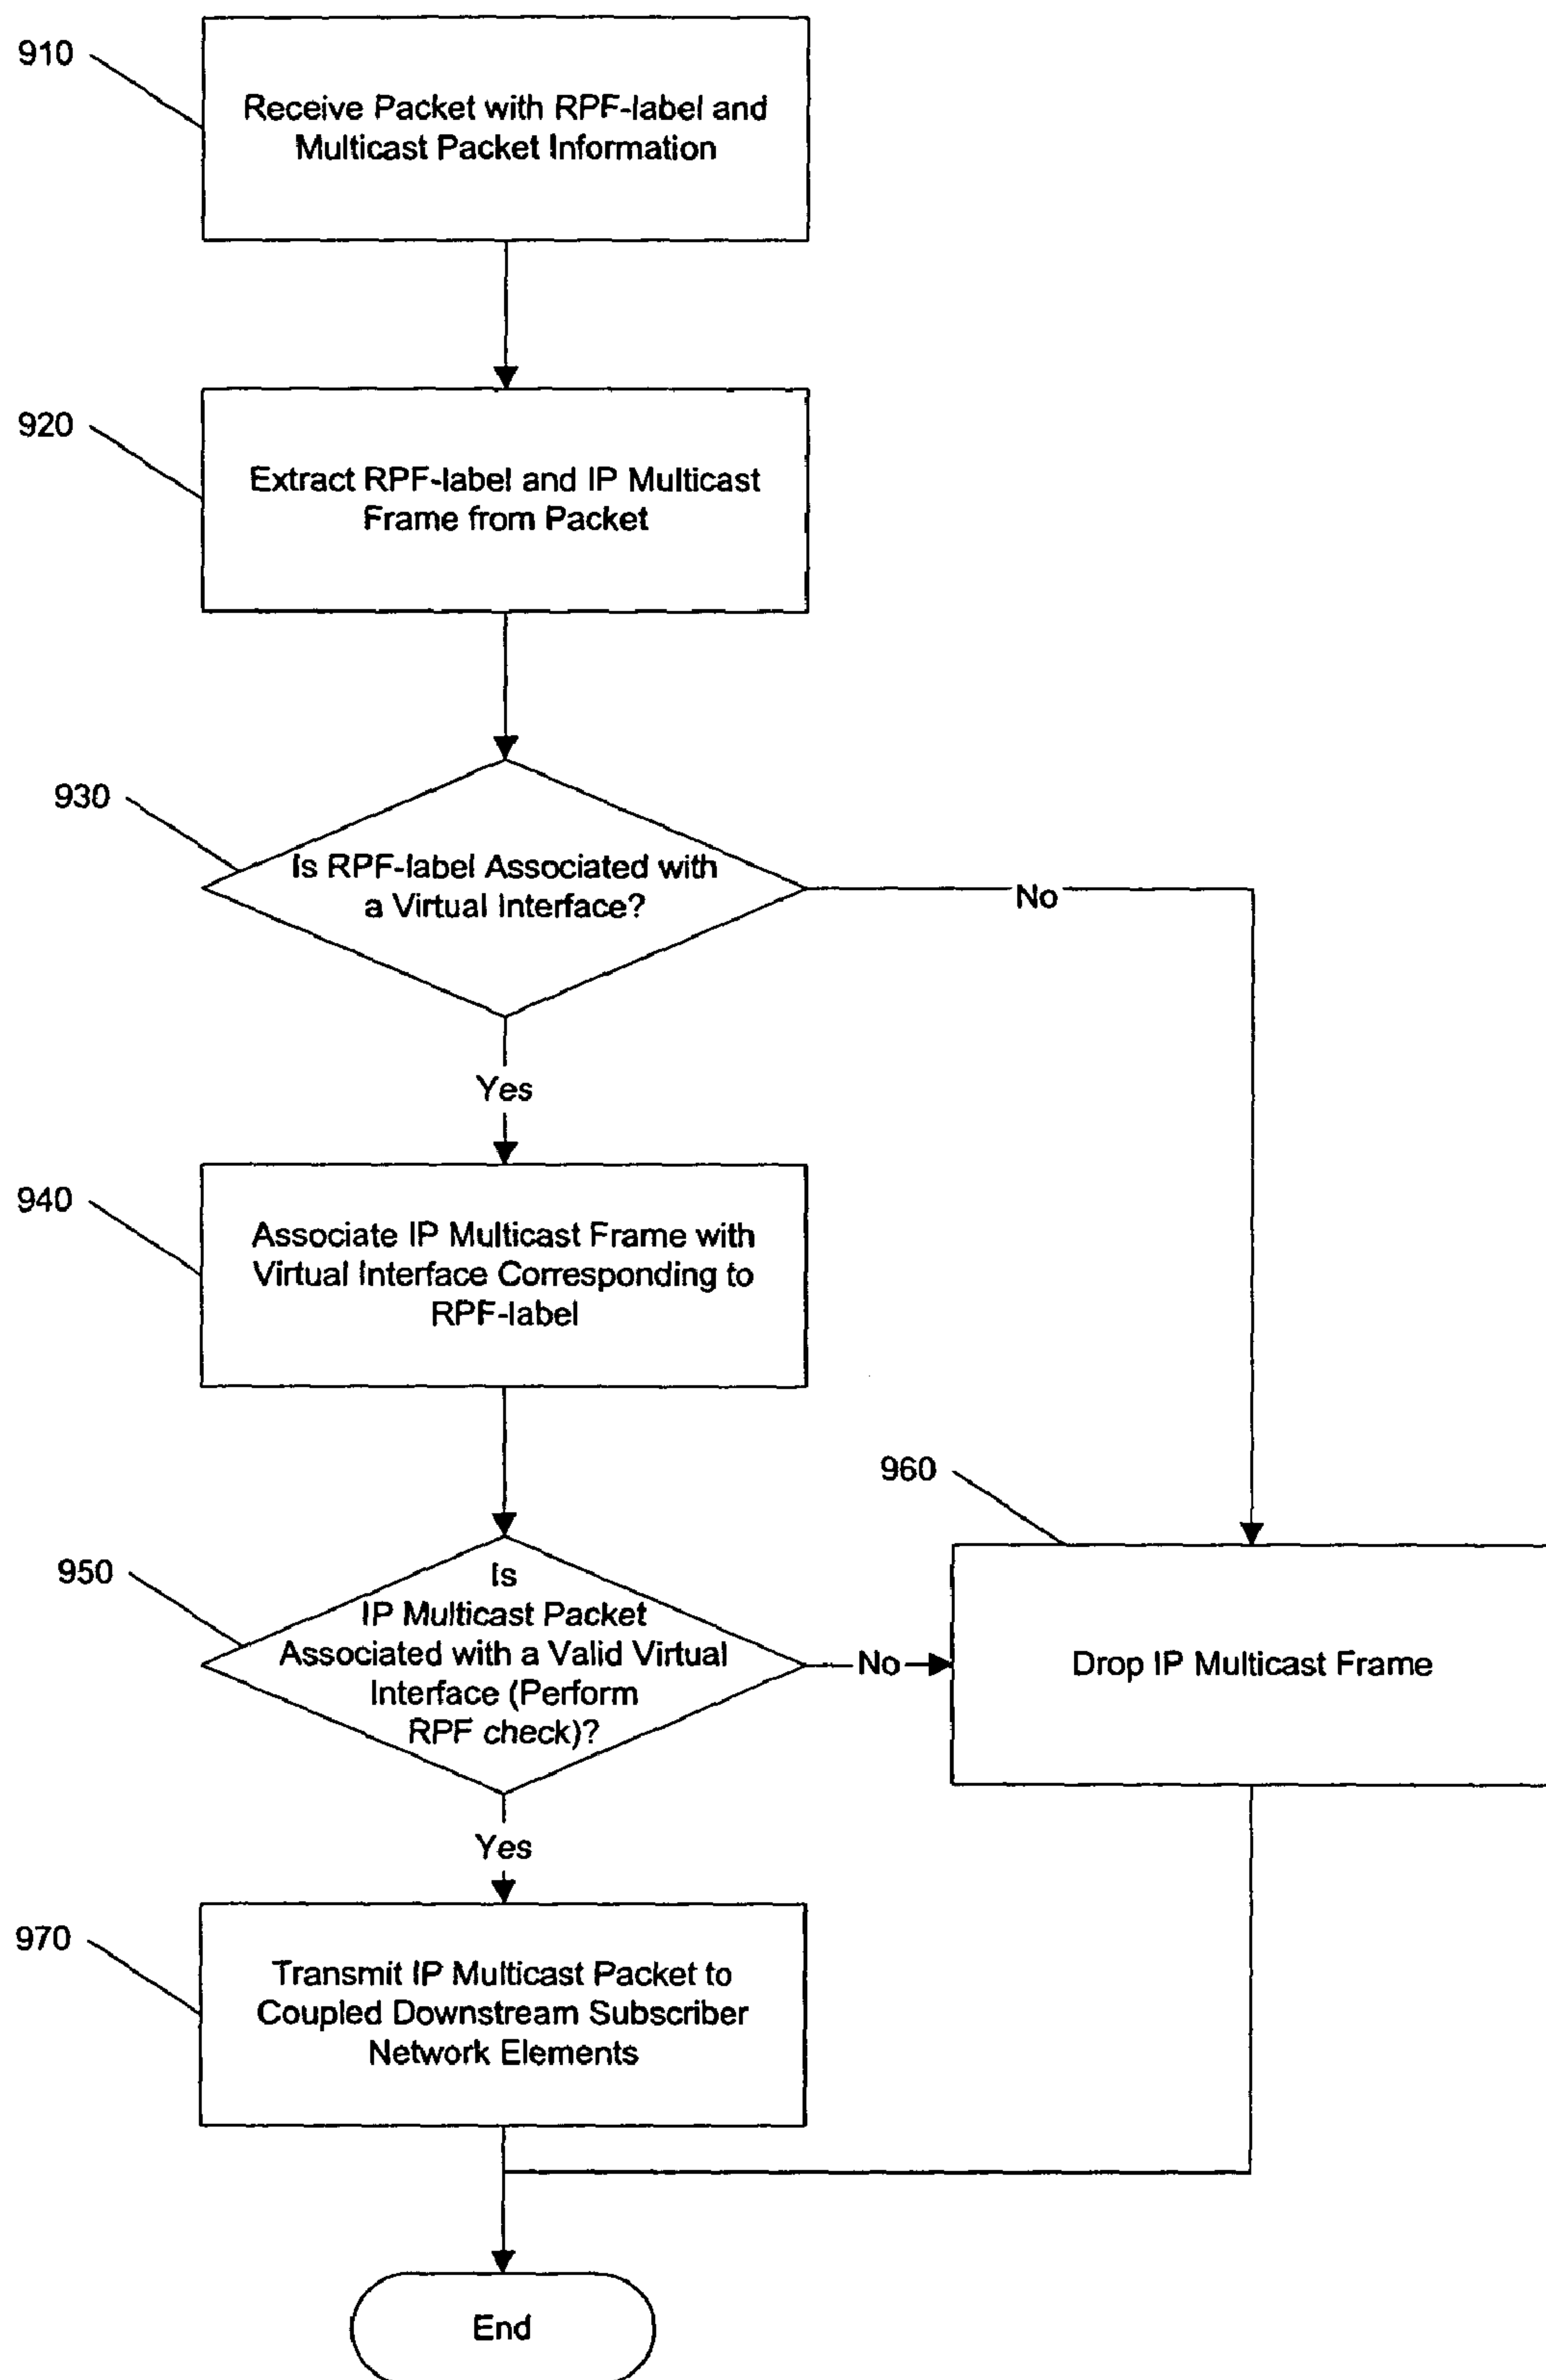 910
Receive Packet with RPF-label and
Multicast Packet Information
920
Extract RPF-label and IP Multicast
Frame from Packet
930
Is RPF-label Associated with
a Virtual Interface?
No
Yes
940
Associate IP Multicast Frame with
Virtual Interface Corresponding to
RPF-label
950
Is
IP Multicast Packet
Associated with a Valid Virtual
Interface (Perform
RPF check)?
No
960
Drop IP Multicast Frame
Yes
970
Transmit IP Multicast Packet to
Coupled Downstream Subscriber
Network Elements
End